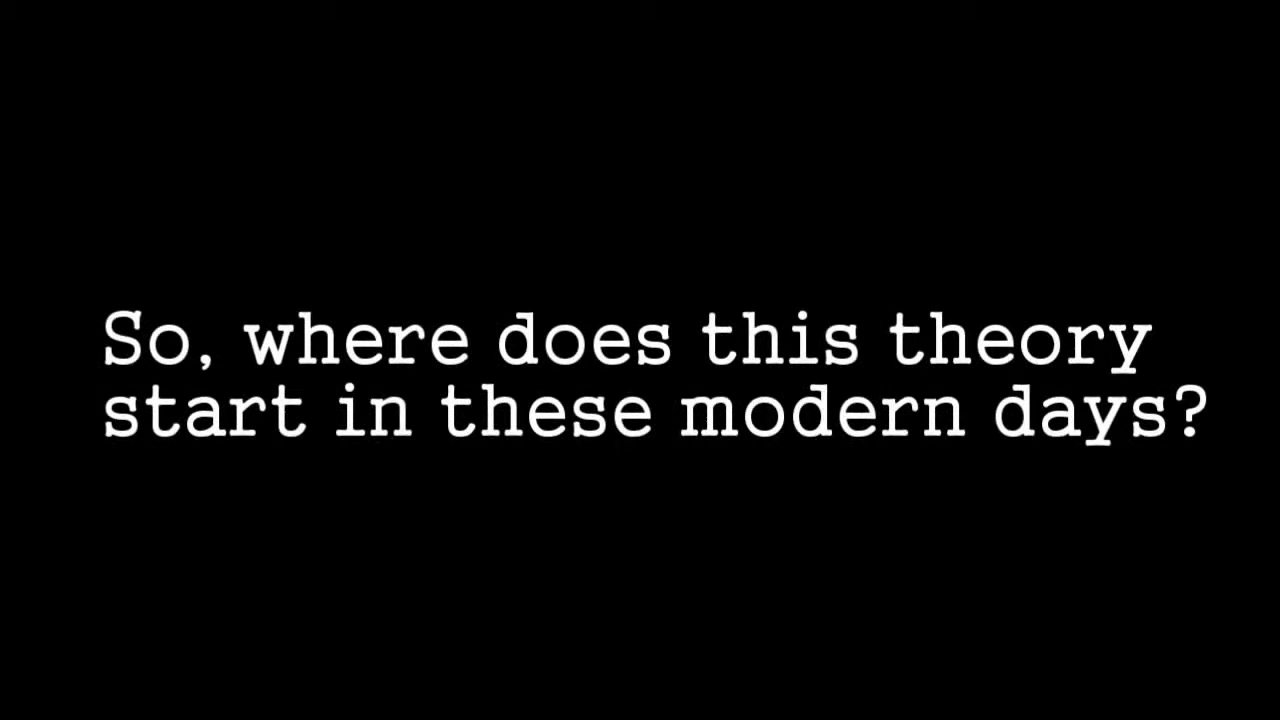 So, where does this theory
start in these modern days?